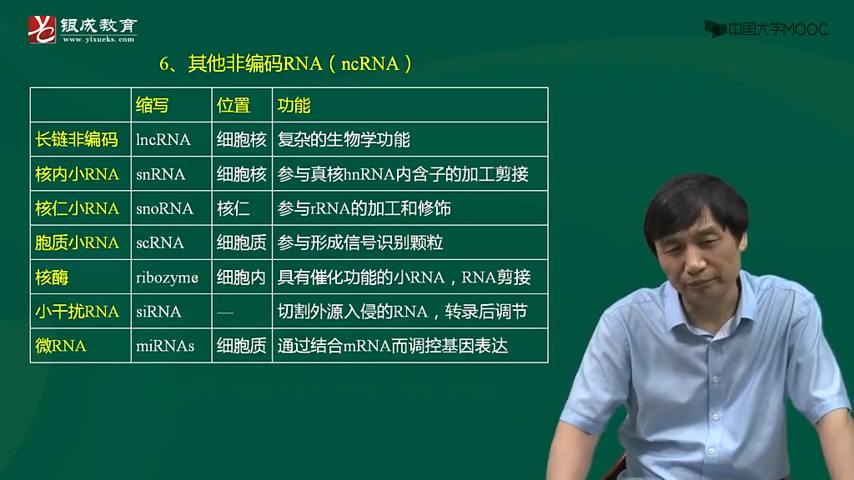 银成教育
www.yixueks.com
中国大学MOOC
6、其他非编码RNA（ncRNA）
缩写 位置 功能
长链非编码 lncRNA 细胞核 复杂的生物学功能
核内小RNA snRNA 细胞核 参与真核hnRNA内含子的加工剪接
核仁小RNA snoRNA 核仁 参与rRNA的加工和修饰
胞质小RNA scRNA 细胞质 参与形成信号识别颗粒
核酶 ribozyme 细胞内 具有催化功能的小RNA，RNA剪接
小干扰RNA siRNA — 切割外源入侵的RNA，转录后调节
微RNA miRNAs 细胞质 通过结合mRNA而调控基因表达